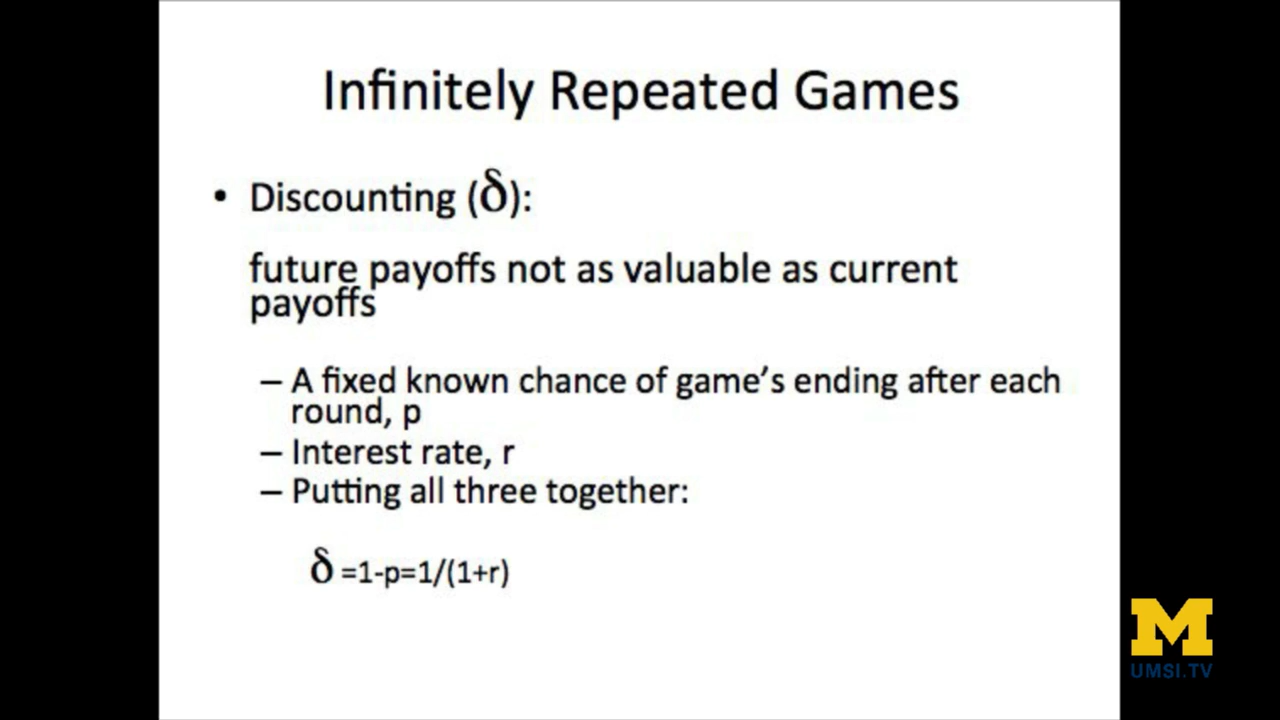 Infinitely Repeated Games
• Discounting (δ):
future payoffs not as valuable as current
payoffs
– A fixed known chance of game's ending after each
round, p
– Interest rate, r
– Putting all three together:
δ =1-p=1/(1+r)
M
UMSI.TV